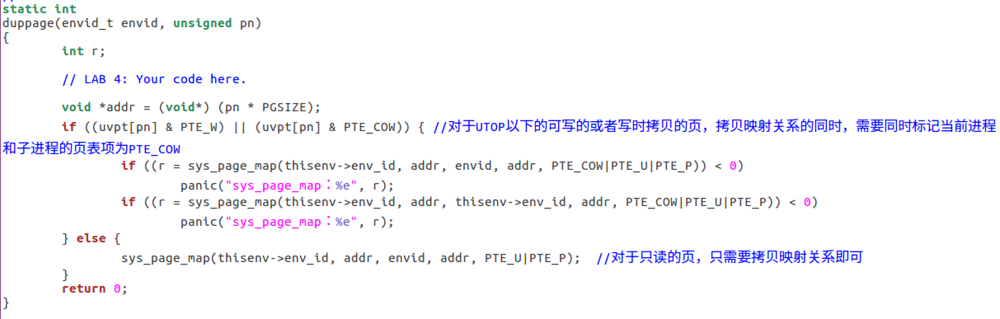 static int
duppage(envid_t envid, unsigned pn)
{
        int r;

        // LAB 4: Your code here.

        void *addr = (void*) (pn * PGSIZE);
        if ((uvpt[pn] & PTE_W) || (uvpt[pn] & PTE_COW)) { //对于UTOP以下的可写的或者写时拷贝的页，拷贝映射关系的同时，需要同时标记当前进程
和子进程的页表项为PTE_COW
                if ((r = sys_page_map(thisenv->env_id, addr, envid, addr, PTE_COW|PTE_U|PTE_P)) < 0)
                        panic("sys_page_map：%e", r);
                if ((r = sys_page_map(thisenv->env_id, addr, thisenv->env_id, addr, PTE_COW|PTE_U|PTE_P)) < 0)
                        panic("sys_page_map：%e", r);
        } else {
                sys_page_map(thisenv->env_id, addr, envid, addr, PTE_U|PTE_P);  //对于只读的页，只需要拷贝映射关系即可
        }
        return 0;
}